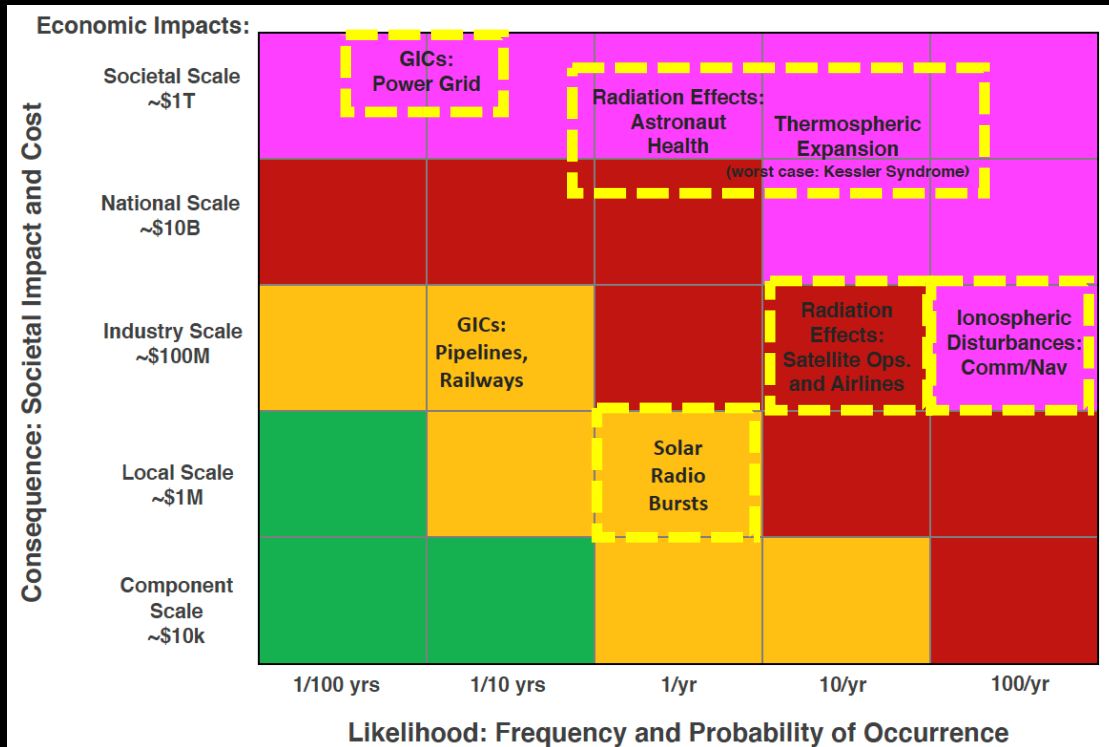 Economic Impacts:
Societal Scale
~$1T
National Scale
~$10B
Industry Scale
~$100M
Local Scale
~$1M
Component
Scale
~$10k
Consequence: Societal Impact and Cost
GICs:
Power Grid
Radiation Effects:
Astronaut
Health
Thermospheric
Expansion
(worst case: Kessler Syndrome)
GICs:
Pipelines,
Railways
Radiation
Effects:
Satellite Ops.
and Airlines
Ionospheric
Disturbances:
Comm/Nav
Solar
Radio
Bursts
1/100 yrs
1/10 yrs
1/yr
10/yr
100/yr
Likelihood: Frequency and Probability of Occurrence